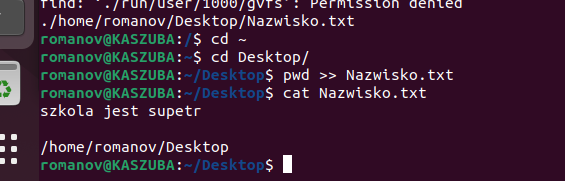 find: './run/user/1000/gvfs': Permission denied
./home/romanov/Desktop/Nazwisko.txt
romanov@KASZUBA:/$ cd ~
romanov@KASZUBA:~$ cd Desktop/
romanov@KASZUBA:~/Desktop$ pwd >> Nazwisko.txt
romanov@KASZUBA:~/Desktop$ cat Nazwisko.txt
szkola jest supetr
/home/romanov/Desktop
romanov@KASZUBA:~/Desktop$